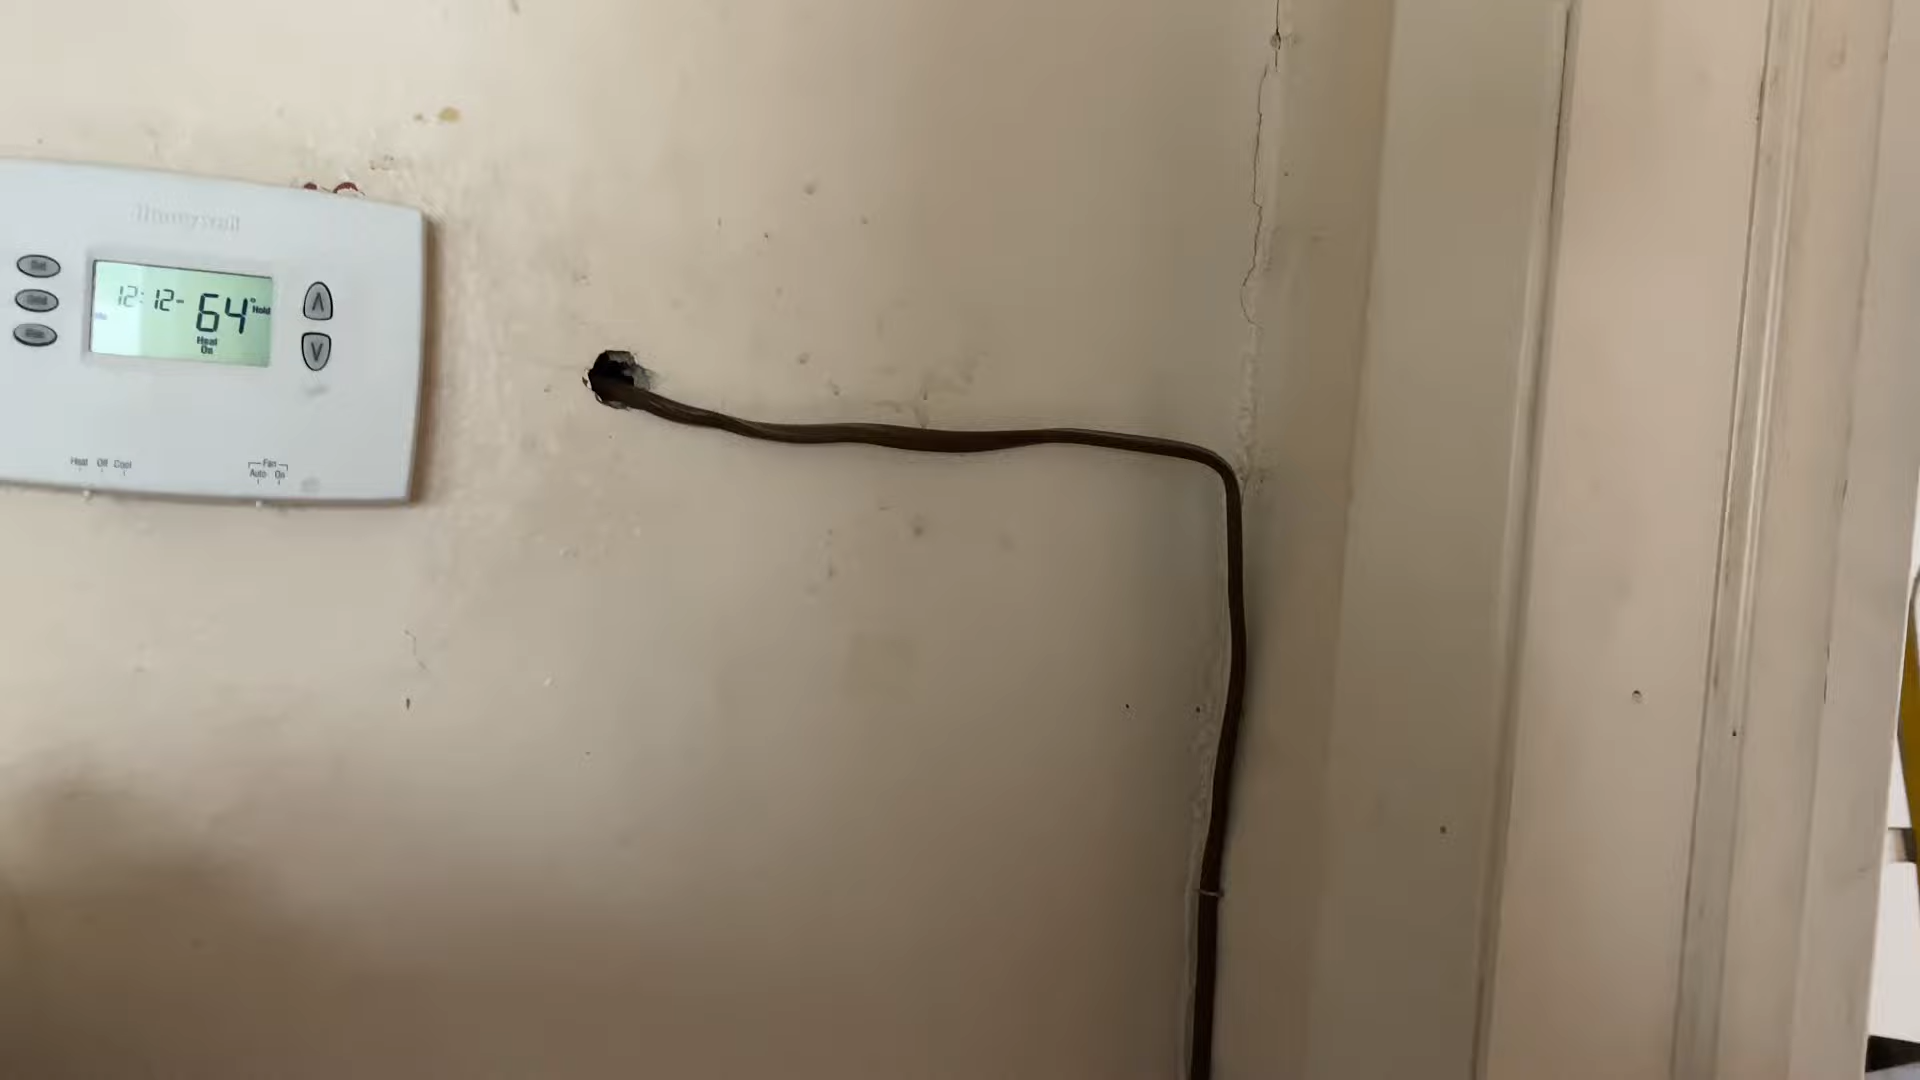 Honeywell
12:12- 64° Hold
Heat
On
Heat Off Cool
Fan
Auto On